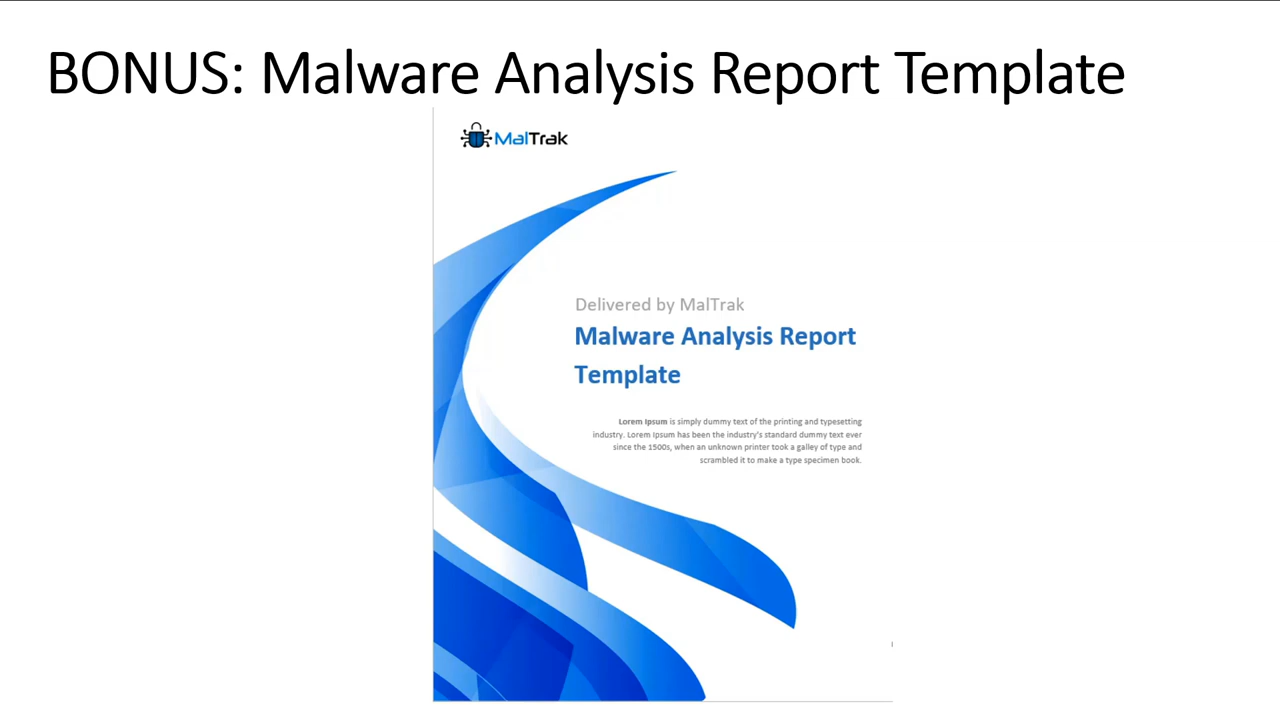 BONUS: Malware Analysis Report Template
MalTrak
Delivered by MalTrak
Malware Analysis Report
Template
Lorem Ipsum is simply dummy text of the printing and typesetting
industry. Lorem Ipsum has been the industry's standard dummy text ever
since the 1500s, when an unknown printer took a galley of type and
scrambled it to make a type specimen book.